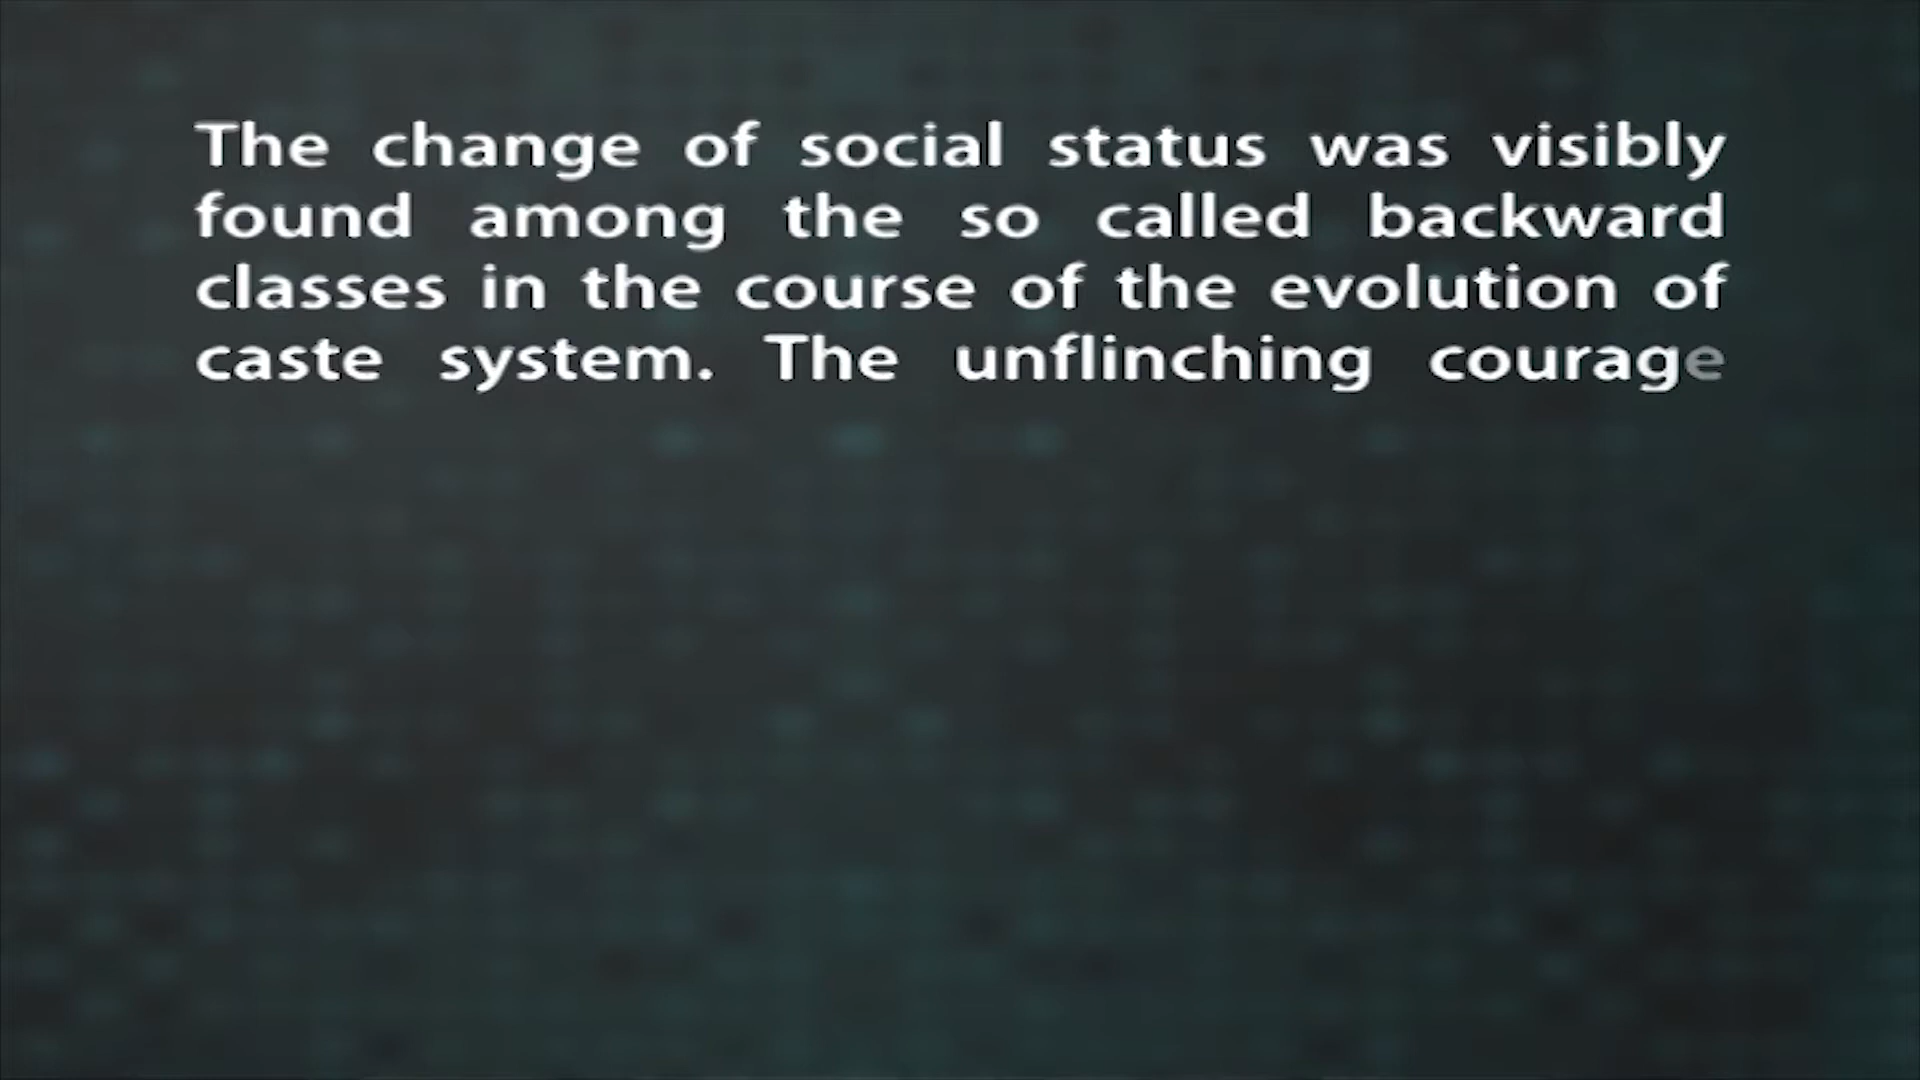 The change of social status was visibly
found among the so called backward
classes in the course of the evolution of
caste system. The unflinching courage